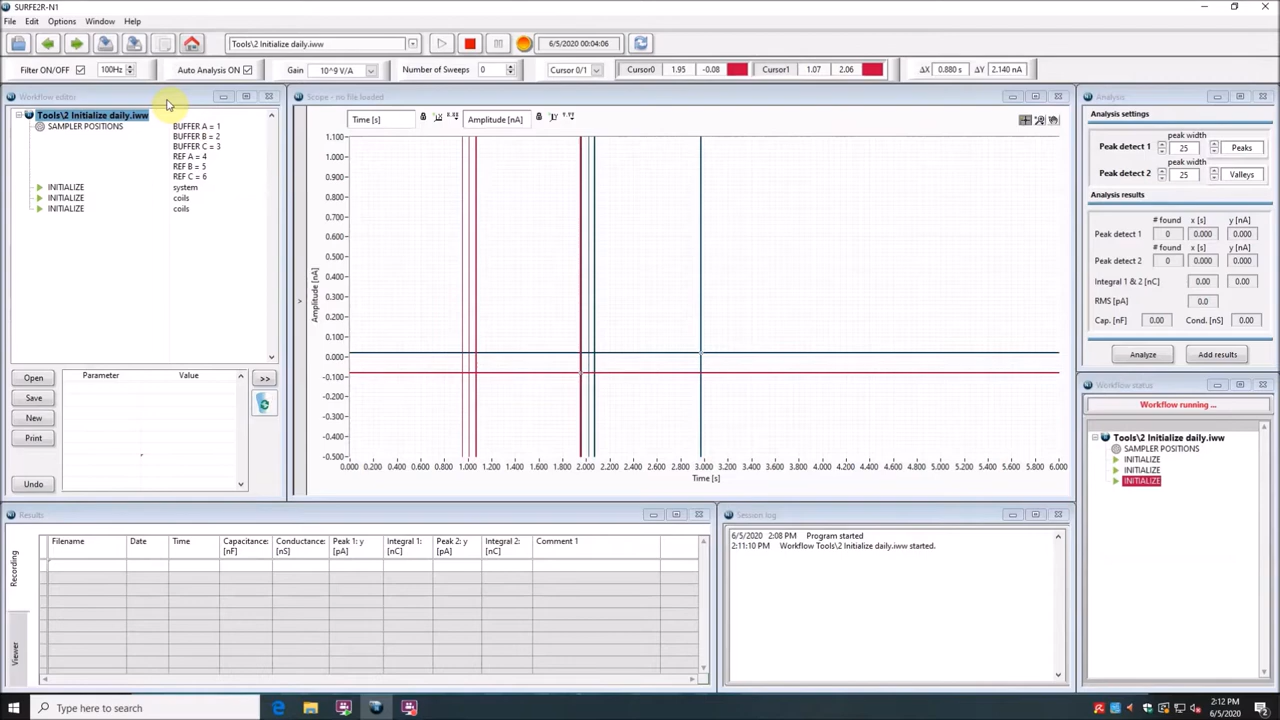 SURFE2R-N1
File Edit Options Window Help
Tools\2 Initialize daily.iww
6/5/2020 0:04:06
Filter ON/OFF 100Hz Auto Analysis ON Gain 10^9 V/A Number of Sweeps 0 Cursor 0/1 Cursor0 1.95 -0.08 Cursor1 1.07 2.06 ΔX 0.880 s ΔY 2.140 nA
Workflow editor
Tools\2 Initialize daily.iww
SAMPLER POSITIONS BUFFER A = 1
BUFFER B = 2
BUFFER C = 3
REF A = 4
REF B = 5
REF C = 6
INITIALIZE system
INITIALIZE coils
INITIALIZE coils
Open
Save
New
Print
Undo
Parameter Value
>>
Scope - no file loaded
Time [s] Amplitude [nA]
1.100
1.000
0.900
0.800
0.700
0.600
0.500
0.400
0.300
0.200
0.100
0.000
-0.100
-0.200
-0.300
-0.400
-0.500
Amplitude [nA]
>
0.000 0.200 0.400 0.600 0.800 1.000 1.200 1.400 1.600 1.800 2.000 2.200 2.400 2.600 2.800 3.000 3.200 3.400 3.600 3.800 4.000 4.200 4.400 4.600 4.800 5.000 5.200 5.400 5.600 5.800 6.000
Time [s]
Analysis
Analysis settings
peak width
Peak detect 1 25 Peaks
peak width
Peak detect 2 25 Valleys
Analysis results
# found x [s] y [nA]
Peak detect 1 0 0.000 0.000
# found x [s] y [nA]
Peak detect 2 0 0.000 0.000
Integral 1 & 2 [nC] 0.00 0.00
RMS [pA] 0.0
Cap. [nF] 0.00 Cond. [nS] 0.00
Analyze Add results
Workflow status
Workflow running ...
Tools\2 Initialize daily.iww
SAMPLER POSITIONS
INITIALIZE
INITIALIZE
INITIALIZE
Results
Recording
Viewer
Filename Date Time Capacitance: [nF] Conductance: [nS] Peak 1: y [pA] Integral 1: [nC] Peak 2: y [pA] Integral 2: [nC] Comment 1
Session log
6/5/2020 2:08 PM Program started
2:11:10 PM Workflow Tools\2 Initialize daily.iww started.
Type here to search
2:12 PM
6/5/2020
2